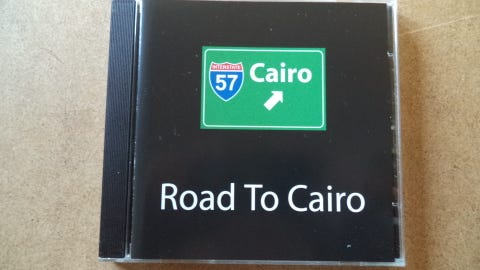 Cairo
INTERSTATE
57
Road To Cairo